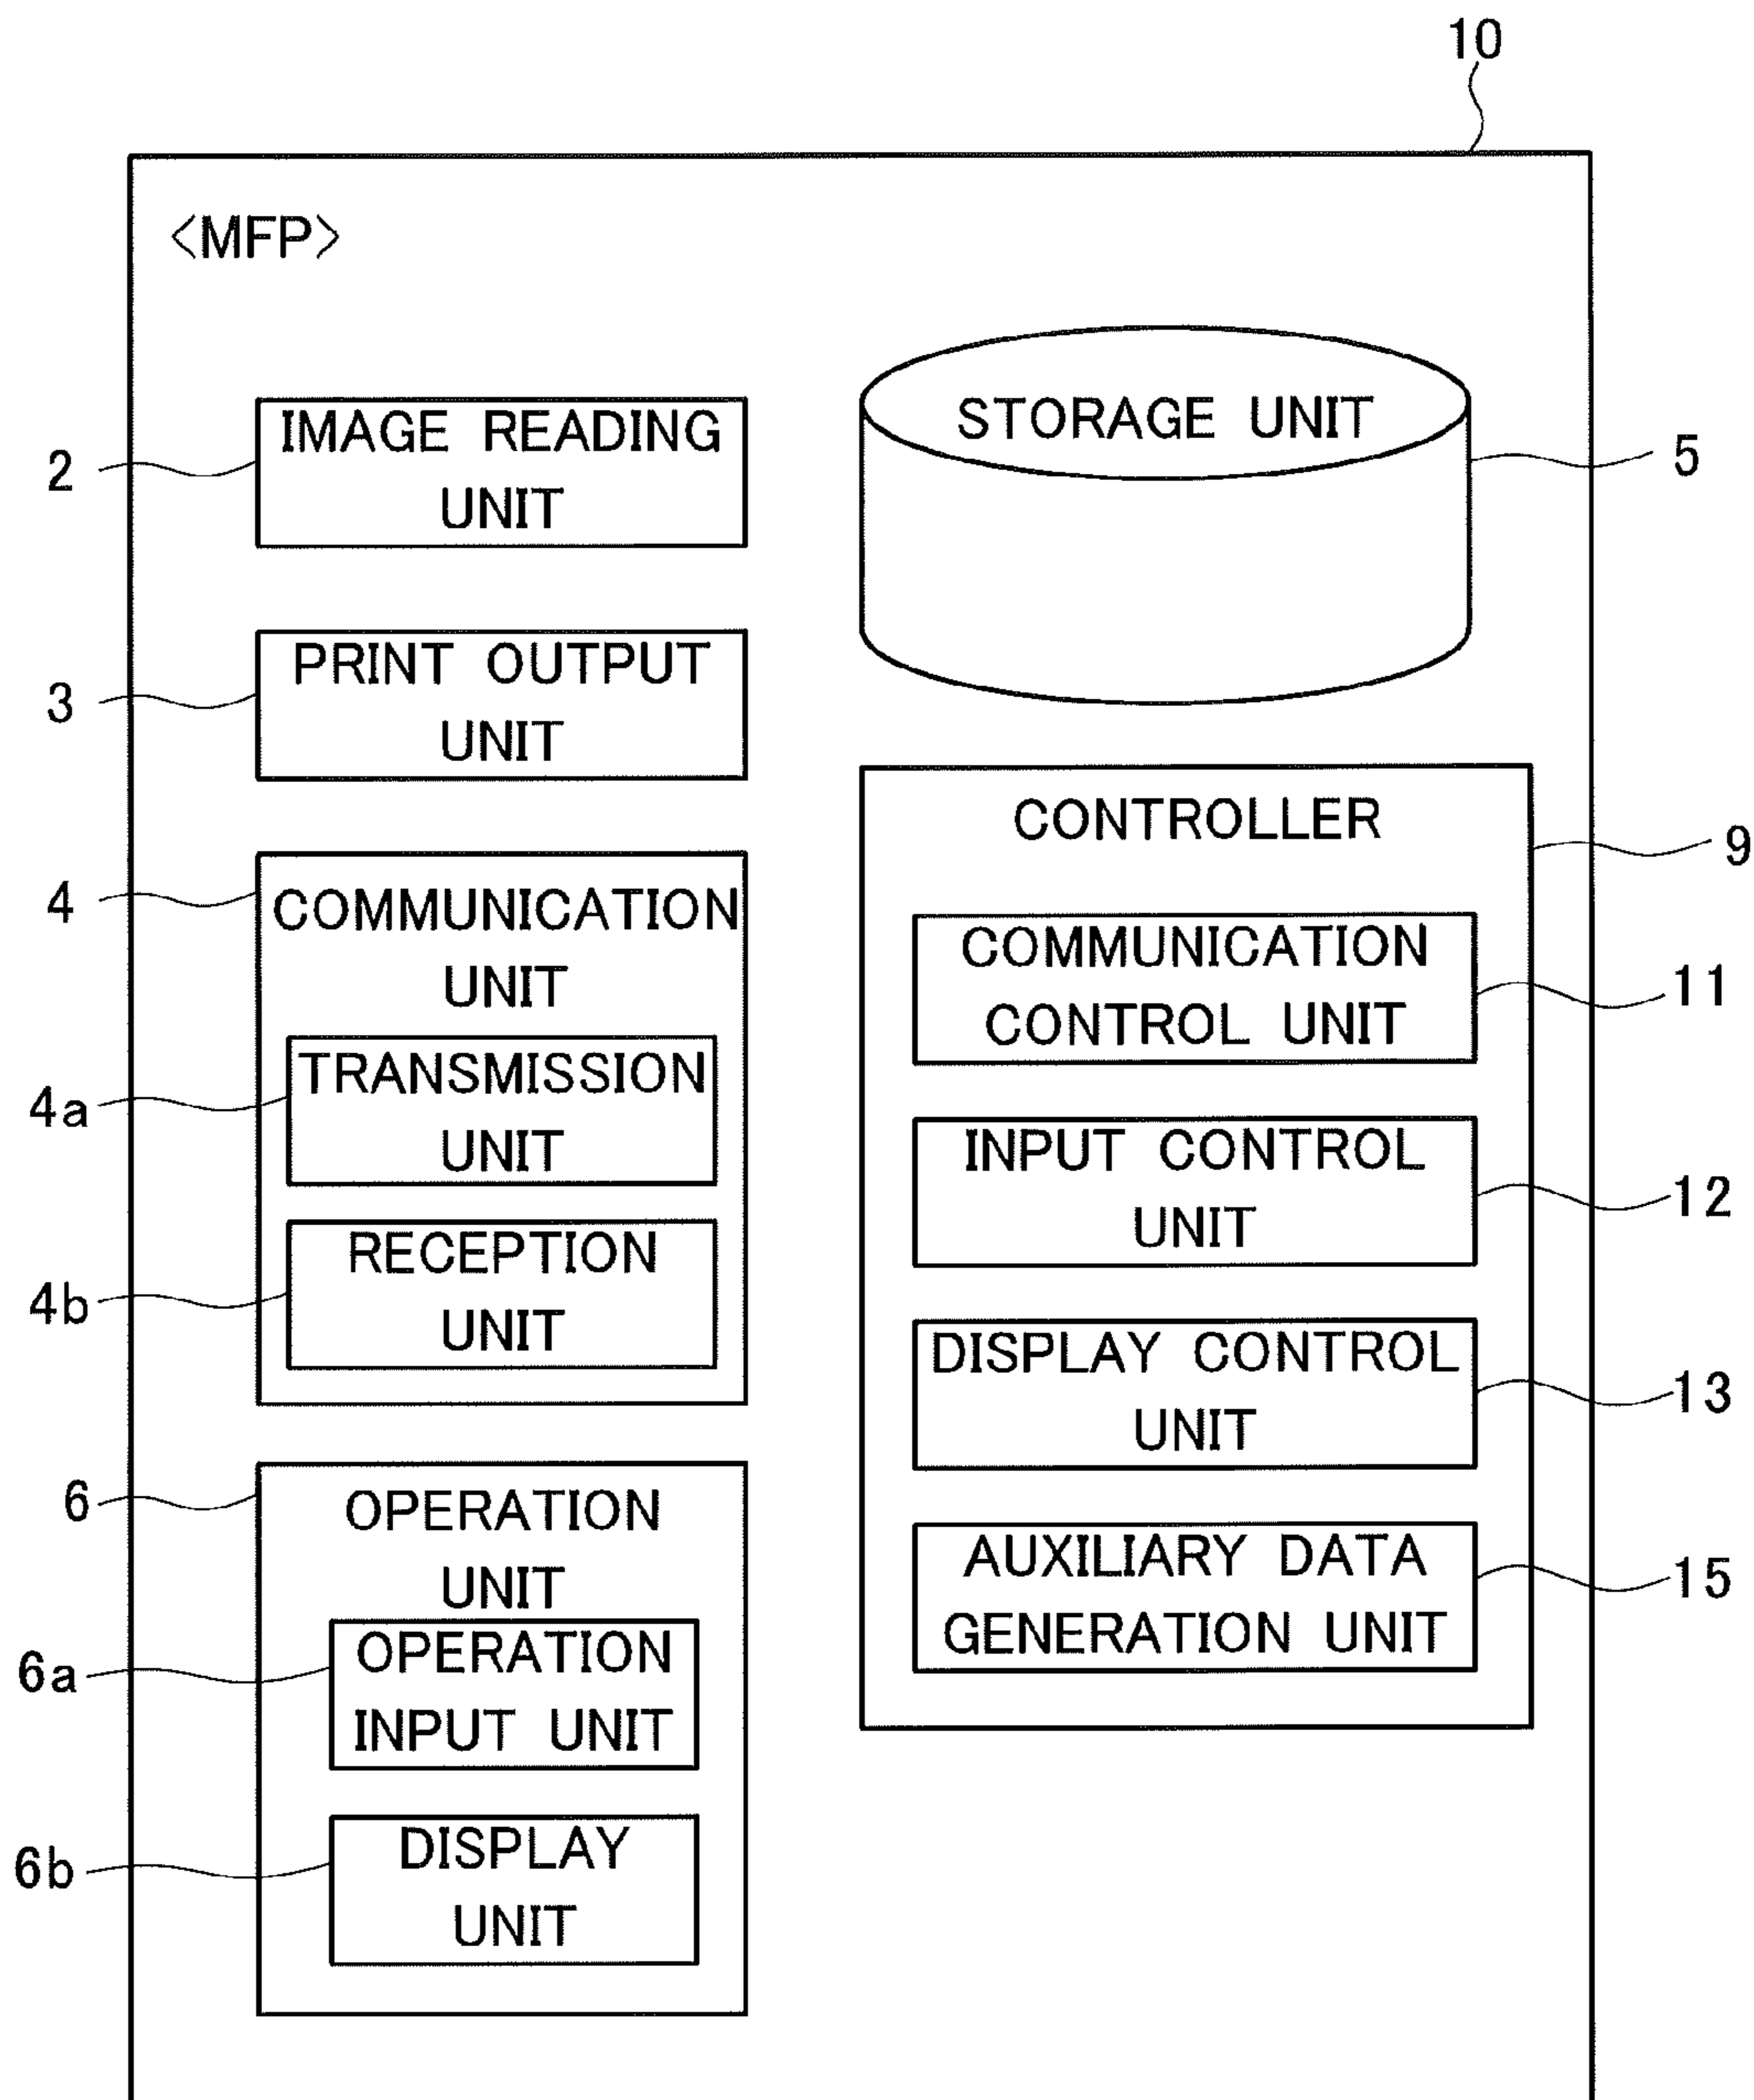 10
<MFP>
2
IMAGE READING
UNIT
3
PRINT OUTPUT
UNIT
4
COMMUNICATION
UNIT
4a
TRANSMISSION
UNIT
4b
RECEPTION
UNIT
6
OPERATION
UNIT
6a
OPERATION
INPUT UNIT
6b
DISPLAY
UNIT
STORAGE UNIT
5
CONTROLLER
9
COMMUNICATION
CONTROL UNIT
11
INPUT CONTROL
UNIT
12
DISPLAY CONTROL
UNIT
13
AUXILIARY DATA
GENERATION UNIT
15